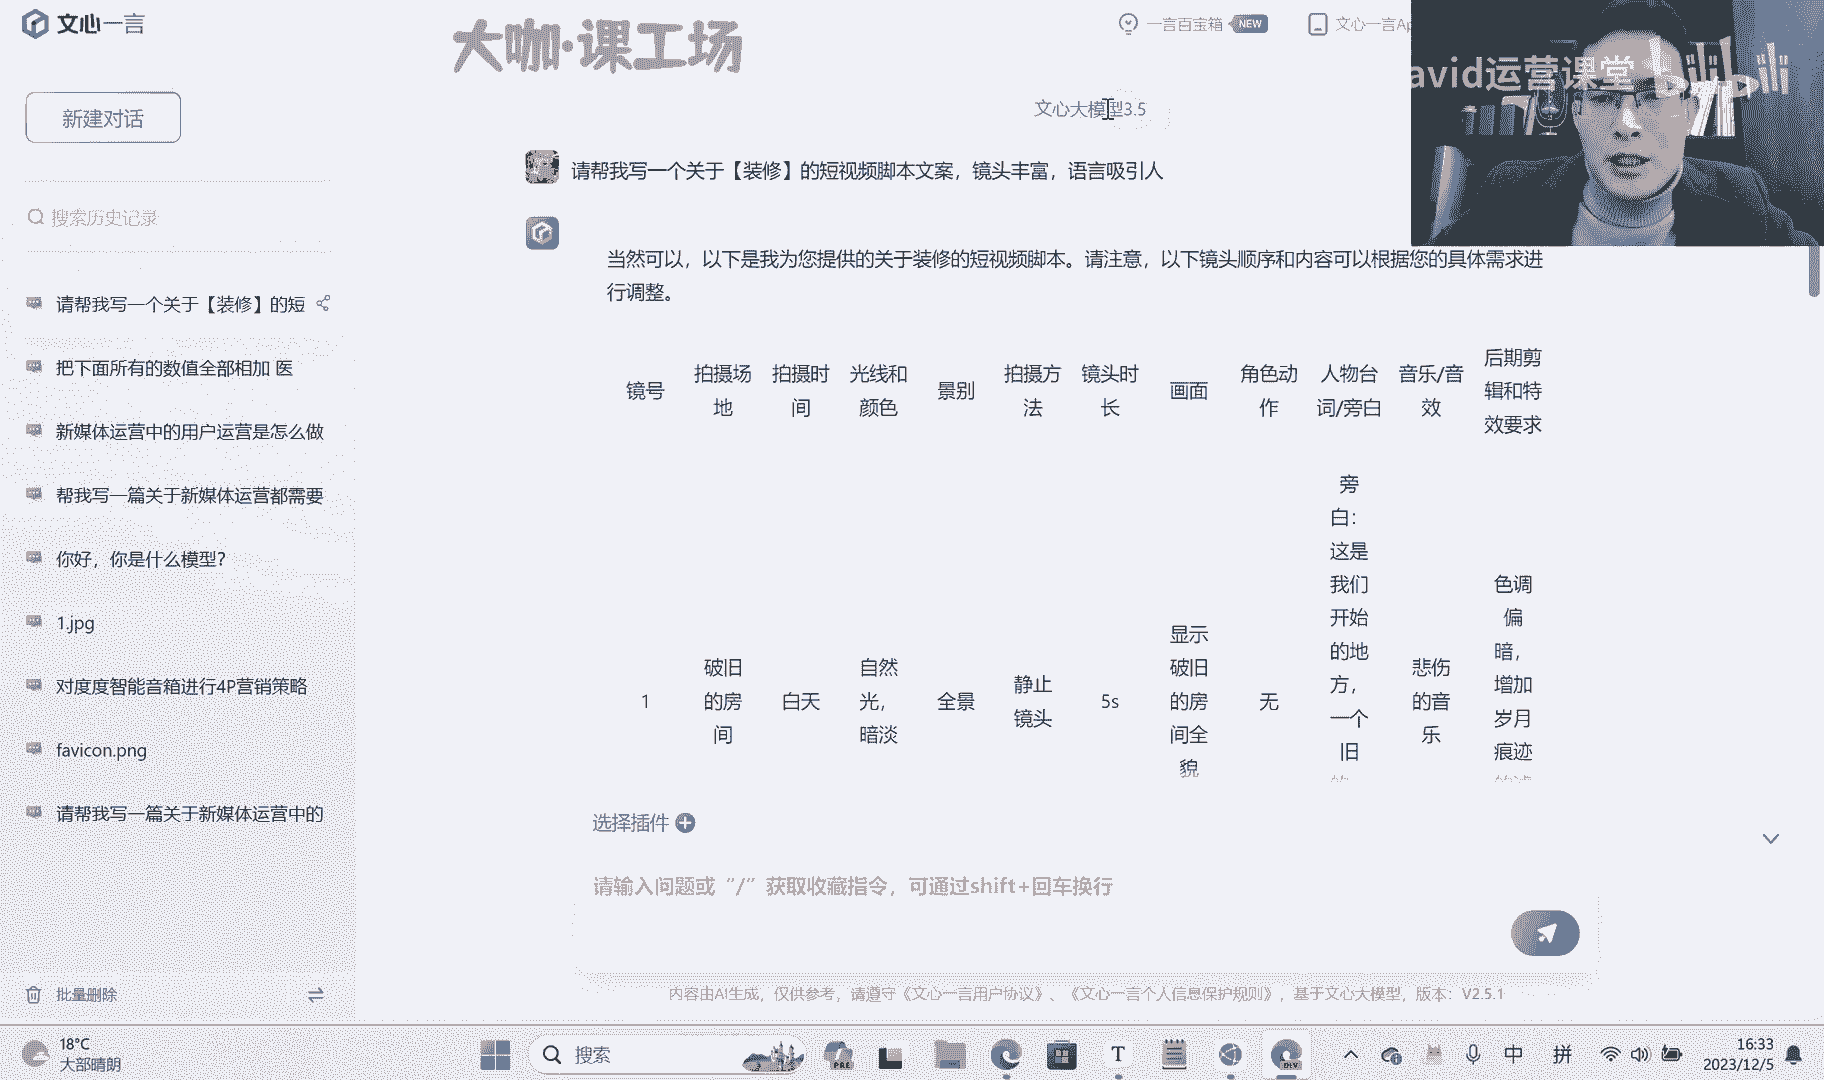 文心一言
大咖·课工场
一言百宝箱 NEW
文心一言Ap
avid运营课堂 bilibili
新建对话
文心大模型3.5
搜索历史记录
请帮我写一个关于【装修】的短
把下面所有的数值全部相加 医
新媒体运营中的用户运营是怎么做
帮我写一篇关于新媒体运营都需要
你好，你是什么模型？
1.jpg
对度度智能音箱进行4P营销策略
favicon.png
请帮我写一篇关于新媒体运营中的
批量删除
请帮我写一个关于【装修】的短视频脚本文案，镜头丰富，语言吸引人
当然可以，以下是我为您提供的关于装修的短视频脚本。请注意，以下镜头顺序和内容可以根据您的具体需求进
行调整。
镜号
拍摄场
地
拍摄时
间
光线和
颜色
景别
拍摄方
法
镜头时
长
画面
角色动
作
人物台
词/旁白
音乐/音
效
后期剪
辑和特
效要求
1
破旧
的房
间
白天
自然
光，
暗淡
全景
静止
镜头
5s
显示
破旧
的房
间全
貌
无
旁
白：
这是
我们
开始
的地
方，
一个
旧
悲伤
的音
乐
色调
偏
暗，
增加
岁月
痕迹
选择插件
请输入问题或“/”获取收藏指令，可通过shift+回车换行
内容由AI生成，仅供参考，请遵守《文心一言用户协议》、《文心一言个人信息保护规则》，基于文心大模型，版本：V2.5.1
18°C
大部晴朗
搜索
PRE
T
DEV
中
拼
16:33
2023/12/5